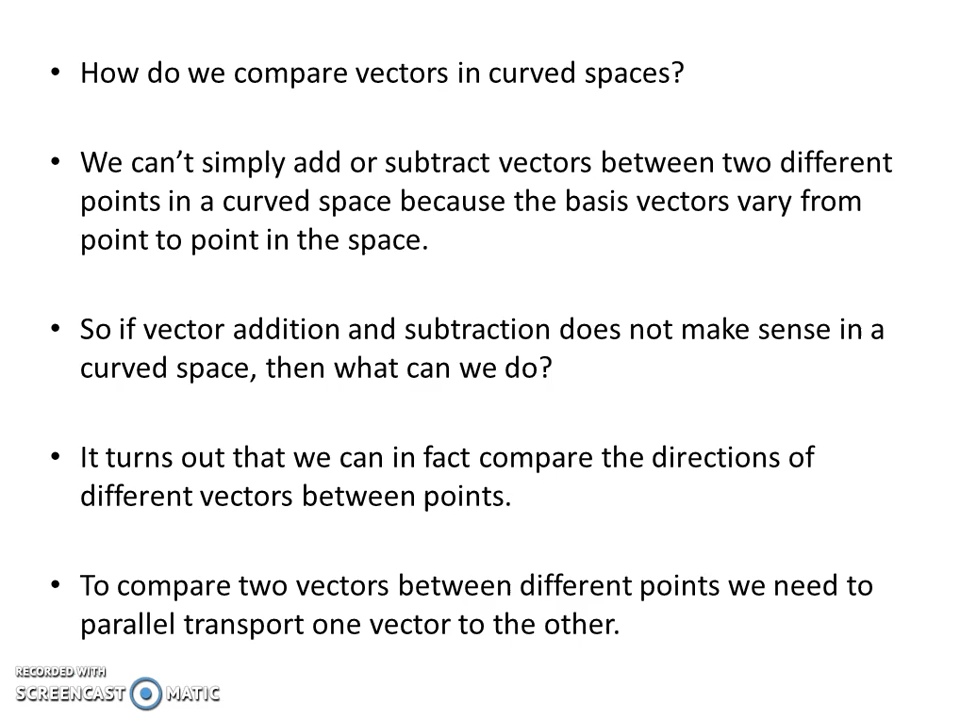 • How do we compare vectors in curved spaces?
• We can’t simply add or subtract vectors between two different
points in a curved space because the basis vectors vary from
point to point in the space.
• So if vector addition and subtraction does not make sense in a
curved space, then what can we do?
• It turns out that we can in fact compare the directions of
different vectors between points.
• To compare two vectors between different points we need to
parallel transport one vector to the other.
RECORDED WITH
SCREENCAST MATIC